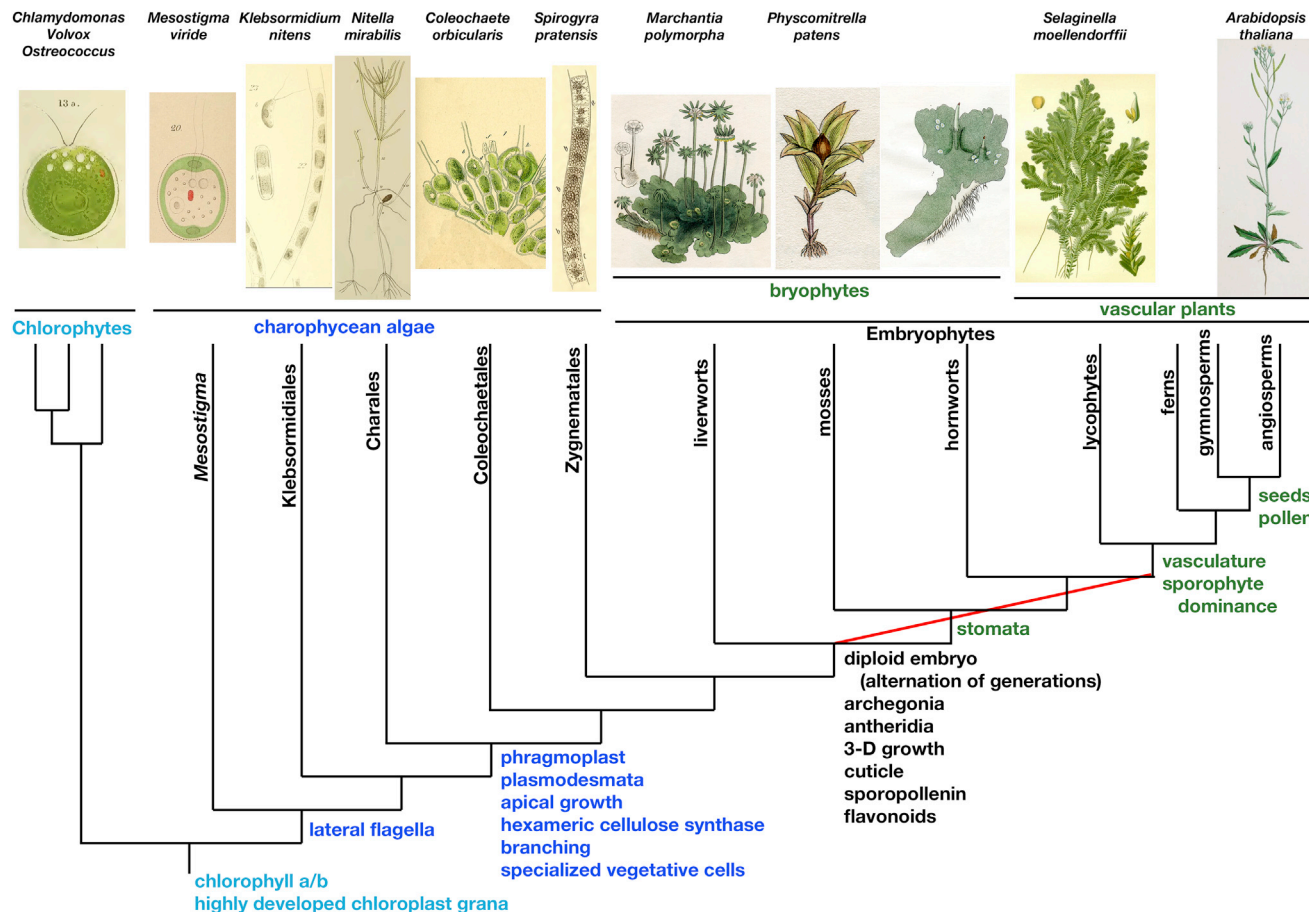 Chlamydomonas
Volvox
Ostreococcus
Mesostigma
viride
Klebsormidium
nitens
Nitella
mirabilis
Coleochaete
orbicularis
Spirogyra
pratensis
Marchantia
polymorpha
Physcomitrella
patens
Selaginella
moellendorffii
Arabidopsis
thaliana
13 a.
20.
bryophytes
vascular plants
Chlorophytes
charophycean algae
Embryophytes
Mesostigma
Klebsormidiales
Charales
Coleochaetales
Zygnematales
liverworts
mosses
hornworts
lycophytes
ferns
gymnosperms
angiosperms
seeds
pollen
vasculature
sporophyte
dominance
stomata
diploid embryo
(alternation of generations)
archegonia
antheridia
3-D growth
cuticle
sporopollenin
flavonoids
phragmoplast
plasmodesmata
apical growth
hexameric cellulose synthase
branching
specialized vegetative cells
lateral flagella
chlorophyll a/b
highly developed chloroplast grana